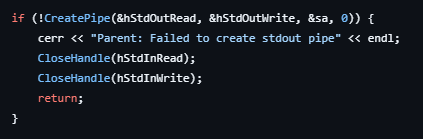 if (!CreatePipe(&hStdOutRead, &hStdOutWrite, &sa, 0)) {
    cerr << "Parent: Failed to create stdout pipe" << endl;
    CloseHandle(hStdInRead);
    CloseHandle(hStdInWrite);
    return;
}